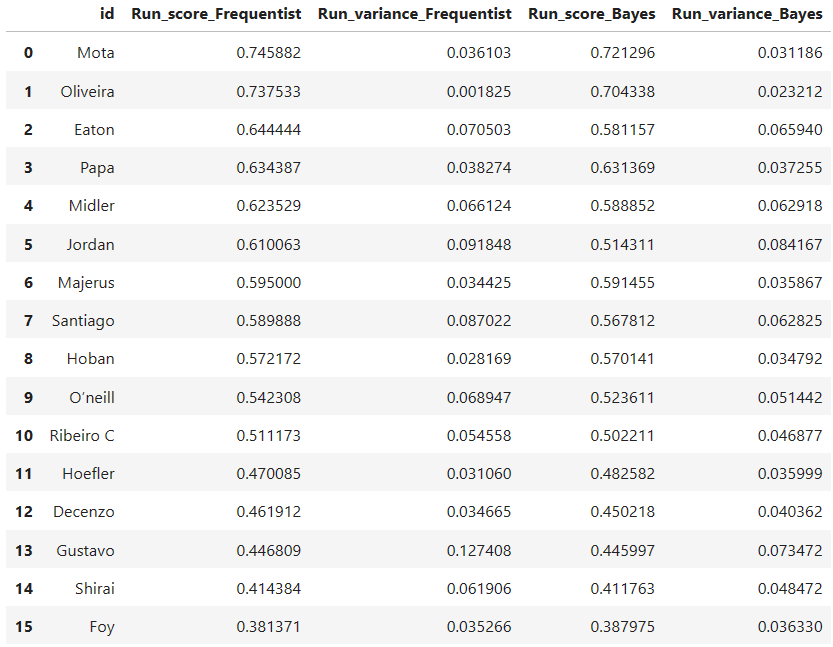 id Run_score_Frequentist Run_variance_Frequentist Run_score_Bayes Run_variance_Bayes
0 Mota 0.745882 0.036103 0.721296 0.031186
1 Oliveira 0.737533 0.001825 0.704338 0.023212
2 Eaton 0.644444 0.070503 0.581157 0.065940
3 Papa 0.634387 0.038274 0.631369 0.037255
4 Midler 0.623529 0.066124 0.588852 0.062918
5 Jordan 0.610063 0.091848 0.514311 0.084167
6 Majerus 0.595000 0.034425 0.591455 0.035867
7 Santiago 0.589888 0.087022 0.567812 0.062825
8 Hoban 0.572172 0.028169 0.570141 0.034792
9 O´neill 0.542308 0.068947 0.523611 0.051442
10 Ribeiro C 0.511173 0.054558 0.502211 0.046877
11 Hoefler 0.470085 0.031060 0.482582 0.035999
12 Decenzo 0.461912 0.034665 0.450218 0.040362
13 Gustavo 0.446809 0.127408 0.445997 0.073472
14 Shirai 0.414384 0.061906 0.411763 0.048472
15 Foy 0.381371 0.035266 0.387975 0.036330